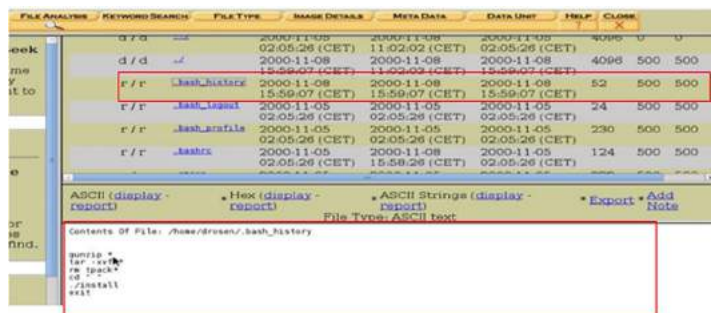 FILE ANALYSIS KEYWORD SEARCH FILE TYPE IMAGE DETAILS META DATA DATA UNIT HELP CLOSE
? X
d / d ../ 2000-11-05 2000-11-08 2000-11-05 4096 0 0
eek
02:05:26 (CET) 11:02:02 (CET) 02:05:26 (CET)
d / d ./ 2000-11-08 2000-11-08 2000-11-08 4096 500 500
me
15:59:07 (CET) 15:59:07 (CET)
r / r .bash_history 2000-11-08 2000-11-08 2000-11-08 52 500 500
t to
15:59:07 (CET) 15:59:07 (CET) 15:59:07 (CET)
r / r .bash_logout 2000-11-05 2000-11-05 2000-11-05 24 500 500
02:05:26 (CET) 02:05:26 (CET) 02:05:26 (CET)
r / r .bash_profile 2000-11-05 2000-11-05 2000-11-05 230 500 500
02:05:26 (CET) 02:05:26 (CET) 02:05:26 (CET)
r / r .bashrc 2000-11-05 2000-11-08 2000-11-05 124 500 500
02:05:26 (CET) 15:58:26 (CET) 02:05:26 (CET)
ASCII (display - report) * Hex (display - report) * ASCII Strings (display - report) * Export * Add Note
File Type: ASCII text
or
find.
Contents Of File: /home/drosen/.bash_history
gunzip *
tar -xvf *
rm tpack*
cd " "
./install
exit